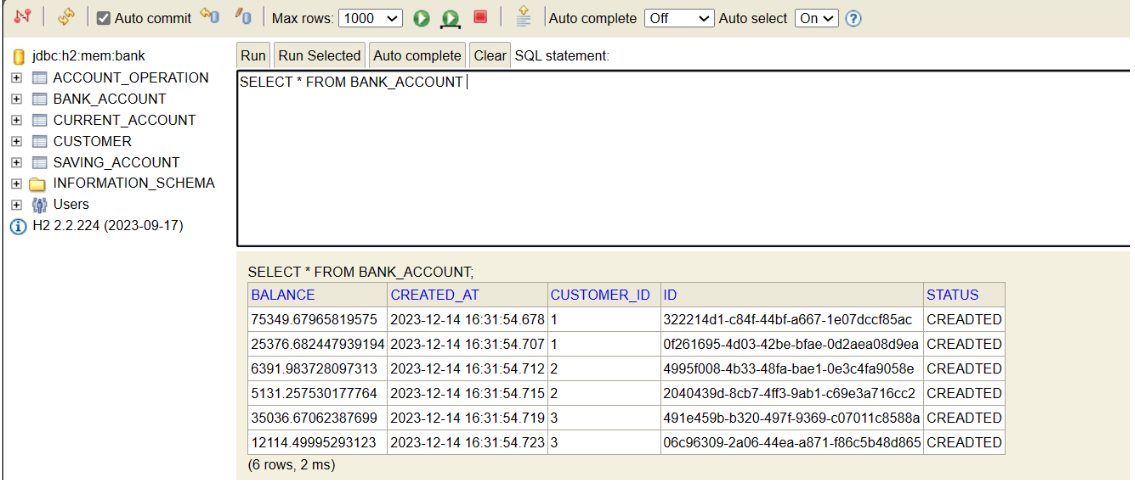 Auto commit Max rows: 1000 Auto complete Off Auto select On
jdbc:h2:mem:bank
ACCOUNT_OPERATION
BANK_ACCOUNT
CURRENT_ACCOUNT
CUSTOMER
SAVING_ACCOUNT
INFORMATION_SCHEMA
Users
H2 2.2.224 (2023-09-17)
Run Run Selected Auto complete Clear SQL statement:
SELECT * FROM BANK_ACCOUNT
SELECT * FROM BANK_ACCOUNT;
BALANCE CREATED_AT CUSTOMER_ID ID STATUS
75349.67965819575 2023-12-14 16:31:54.678 1 322214d1-c84f-44bf-a667-1e07dccf85ac CREADTED
25376.682447939194 2023-12-14 16:31:54.707 1 0f261695-4d03-42be-bfae-0d2aea08d9ea CREADTED
6391.983728097313 2023-12-14 16:31:54.712 2 4995f008-4b33-48fa-bae1-0e3c4fa9058e CREADTED
5131.257530177764 2023-12-14 16:31:54.715 2 2040439d-8cb7-4ff3-9ab1-c69e3a716cc2 CREADTED
35036.67062387699 2023-12-14 16:31:54.719 3 491e459b-b320-497f-9369-c07011c8588a CREADTED
12114.49995293123 2023-12-14 16:31:54.723 3 06c96309-2a06-44ea-a871-f86c5b48d865 CREADTED
(6 rows, 2 ms)